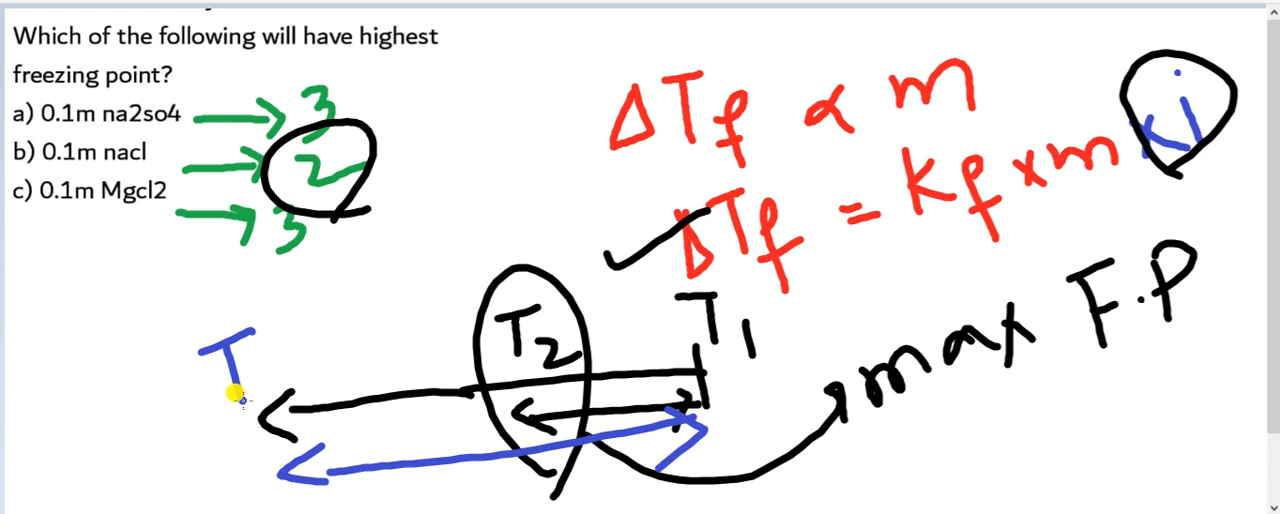 Which of the following will have highest
freezing point?
a) 0.1m na2so4
b) 0.1m nacl
c) 0.1m Mgcl2
3
2
3
ΔTf α m
ΔTf = Kf × m i
T2
T1
T
max F.P